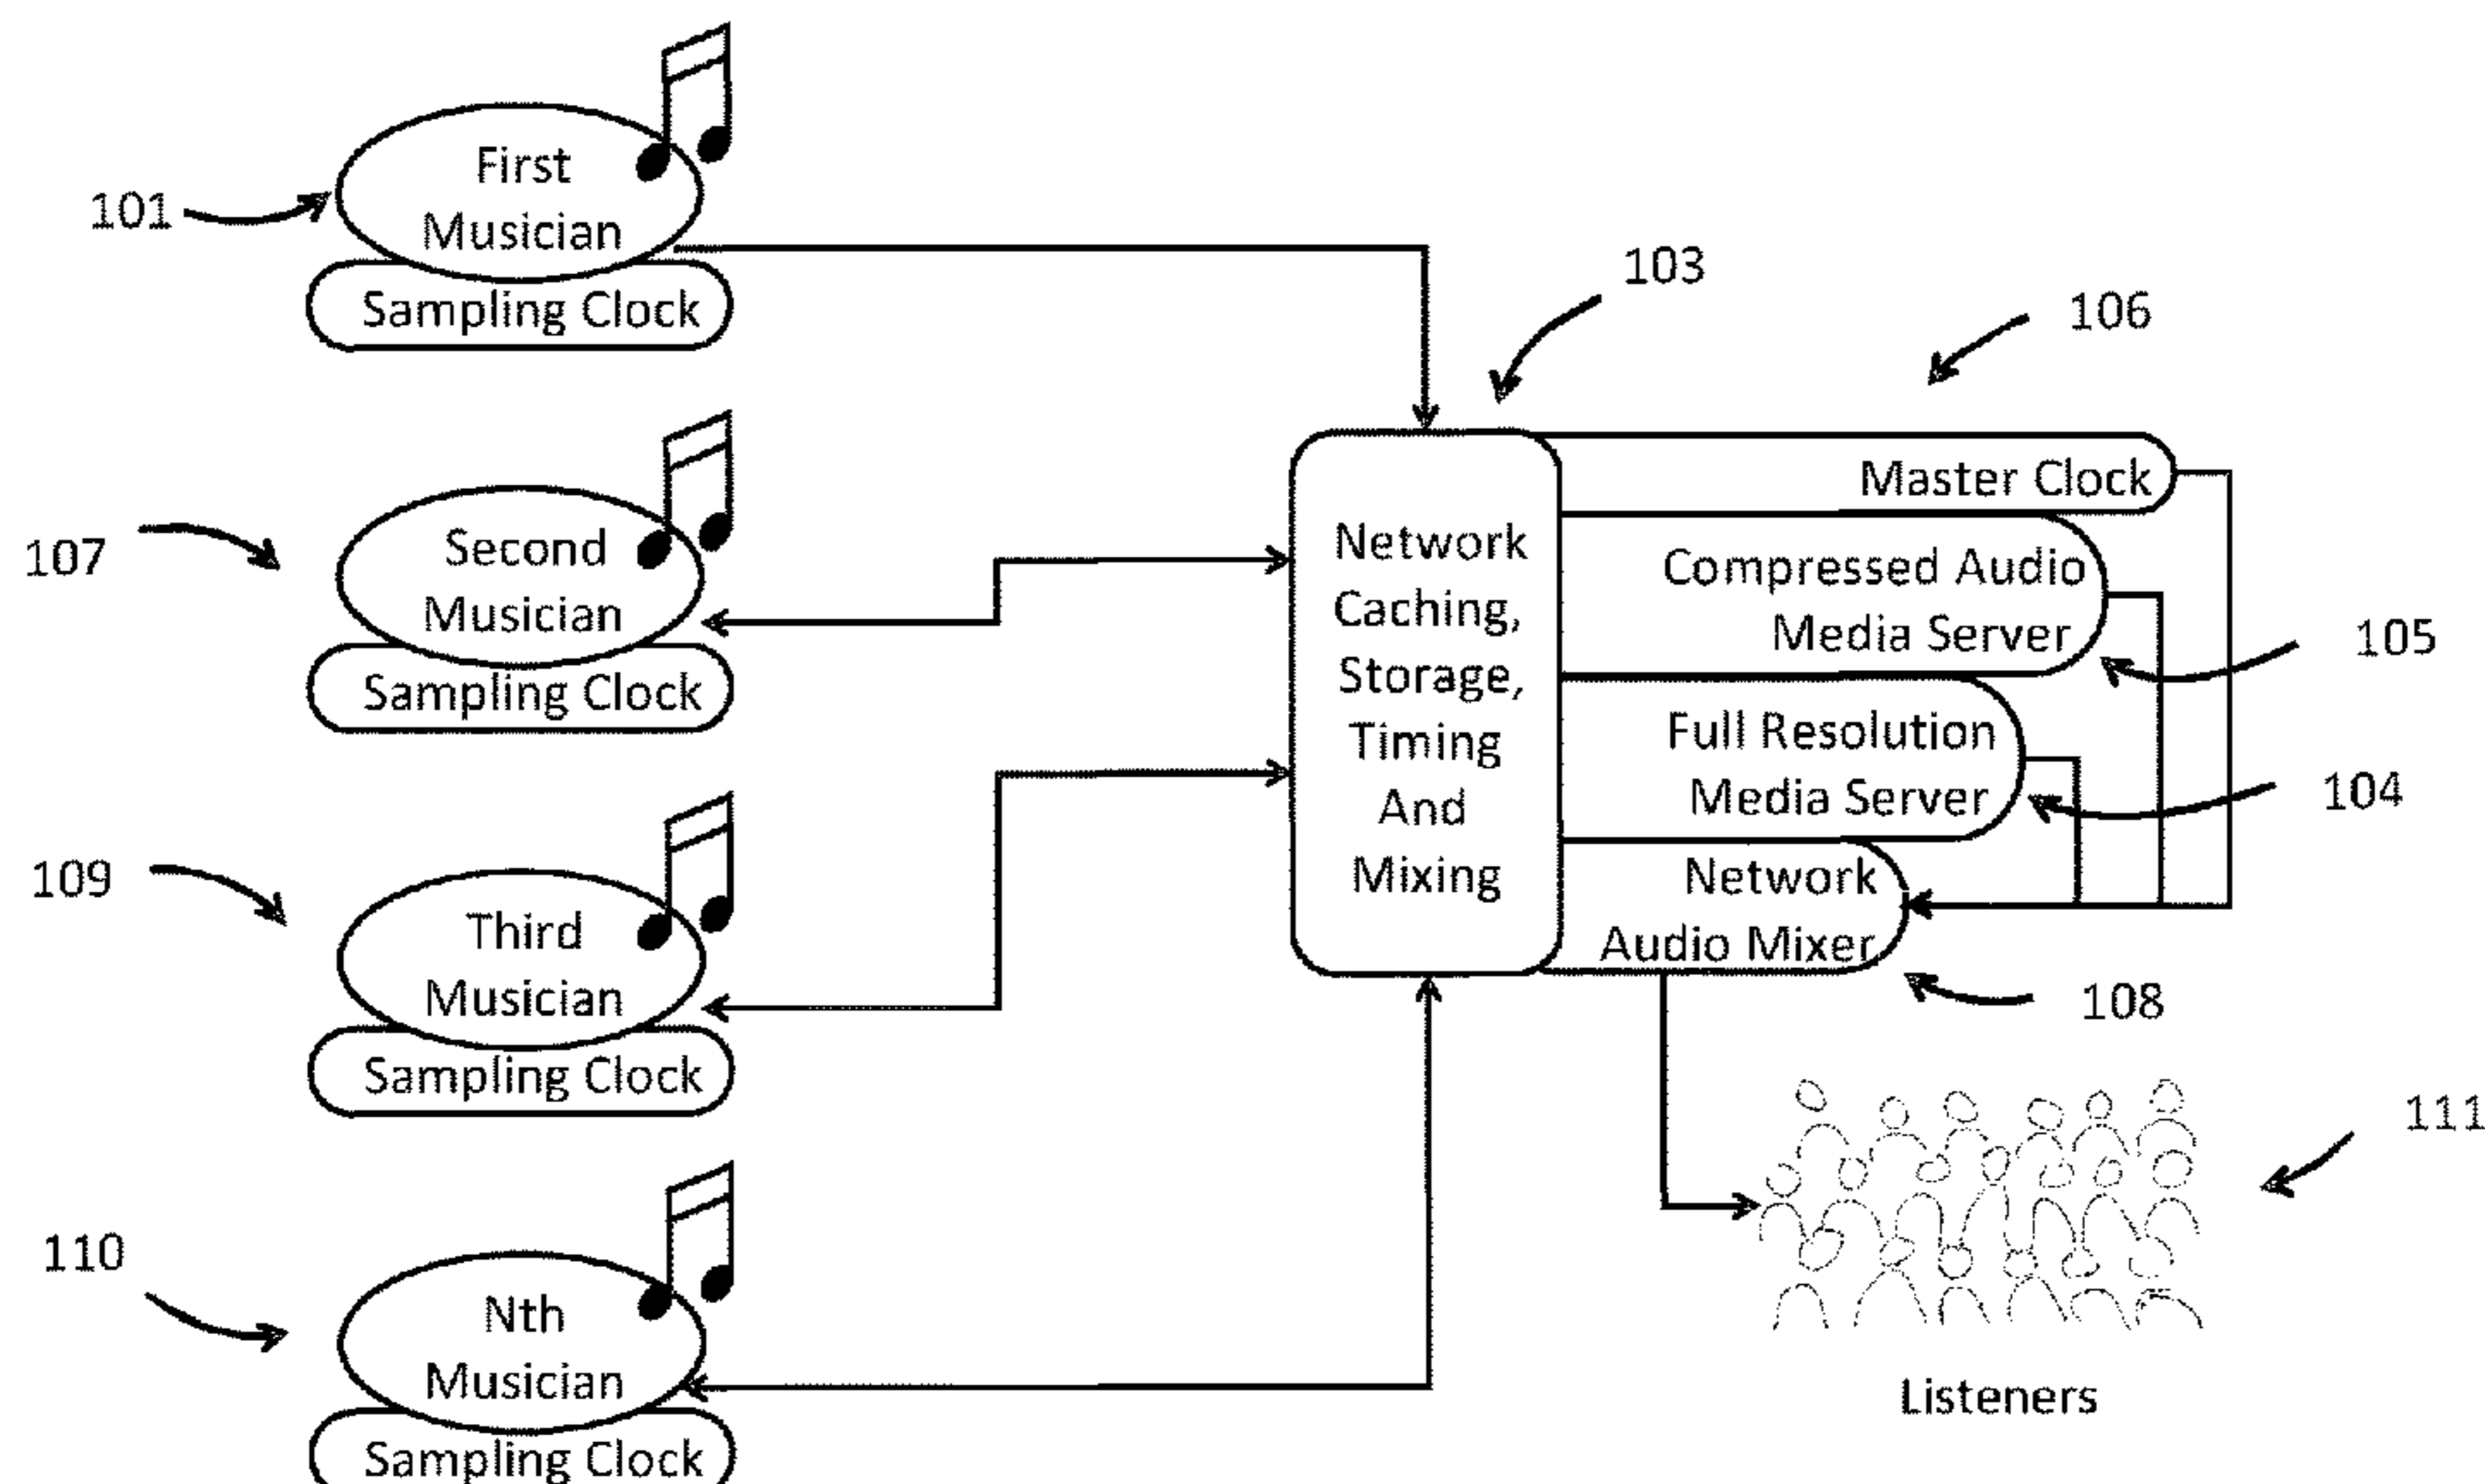 101
First
Musician
Sampling Clock
107
Second
Musician
Sampling Clock
109
Third
Musician
Sampling Clock
110
Nth
Musician
Sampling Clock
103
Network
Caching,
Storage,
Timing
And
Mixing
106
Master Clock
Compressed Audio
Media Server
105
Full Resolution
Media Server
104
Network
Audio Mixer
108
111
Listeners